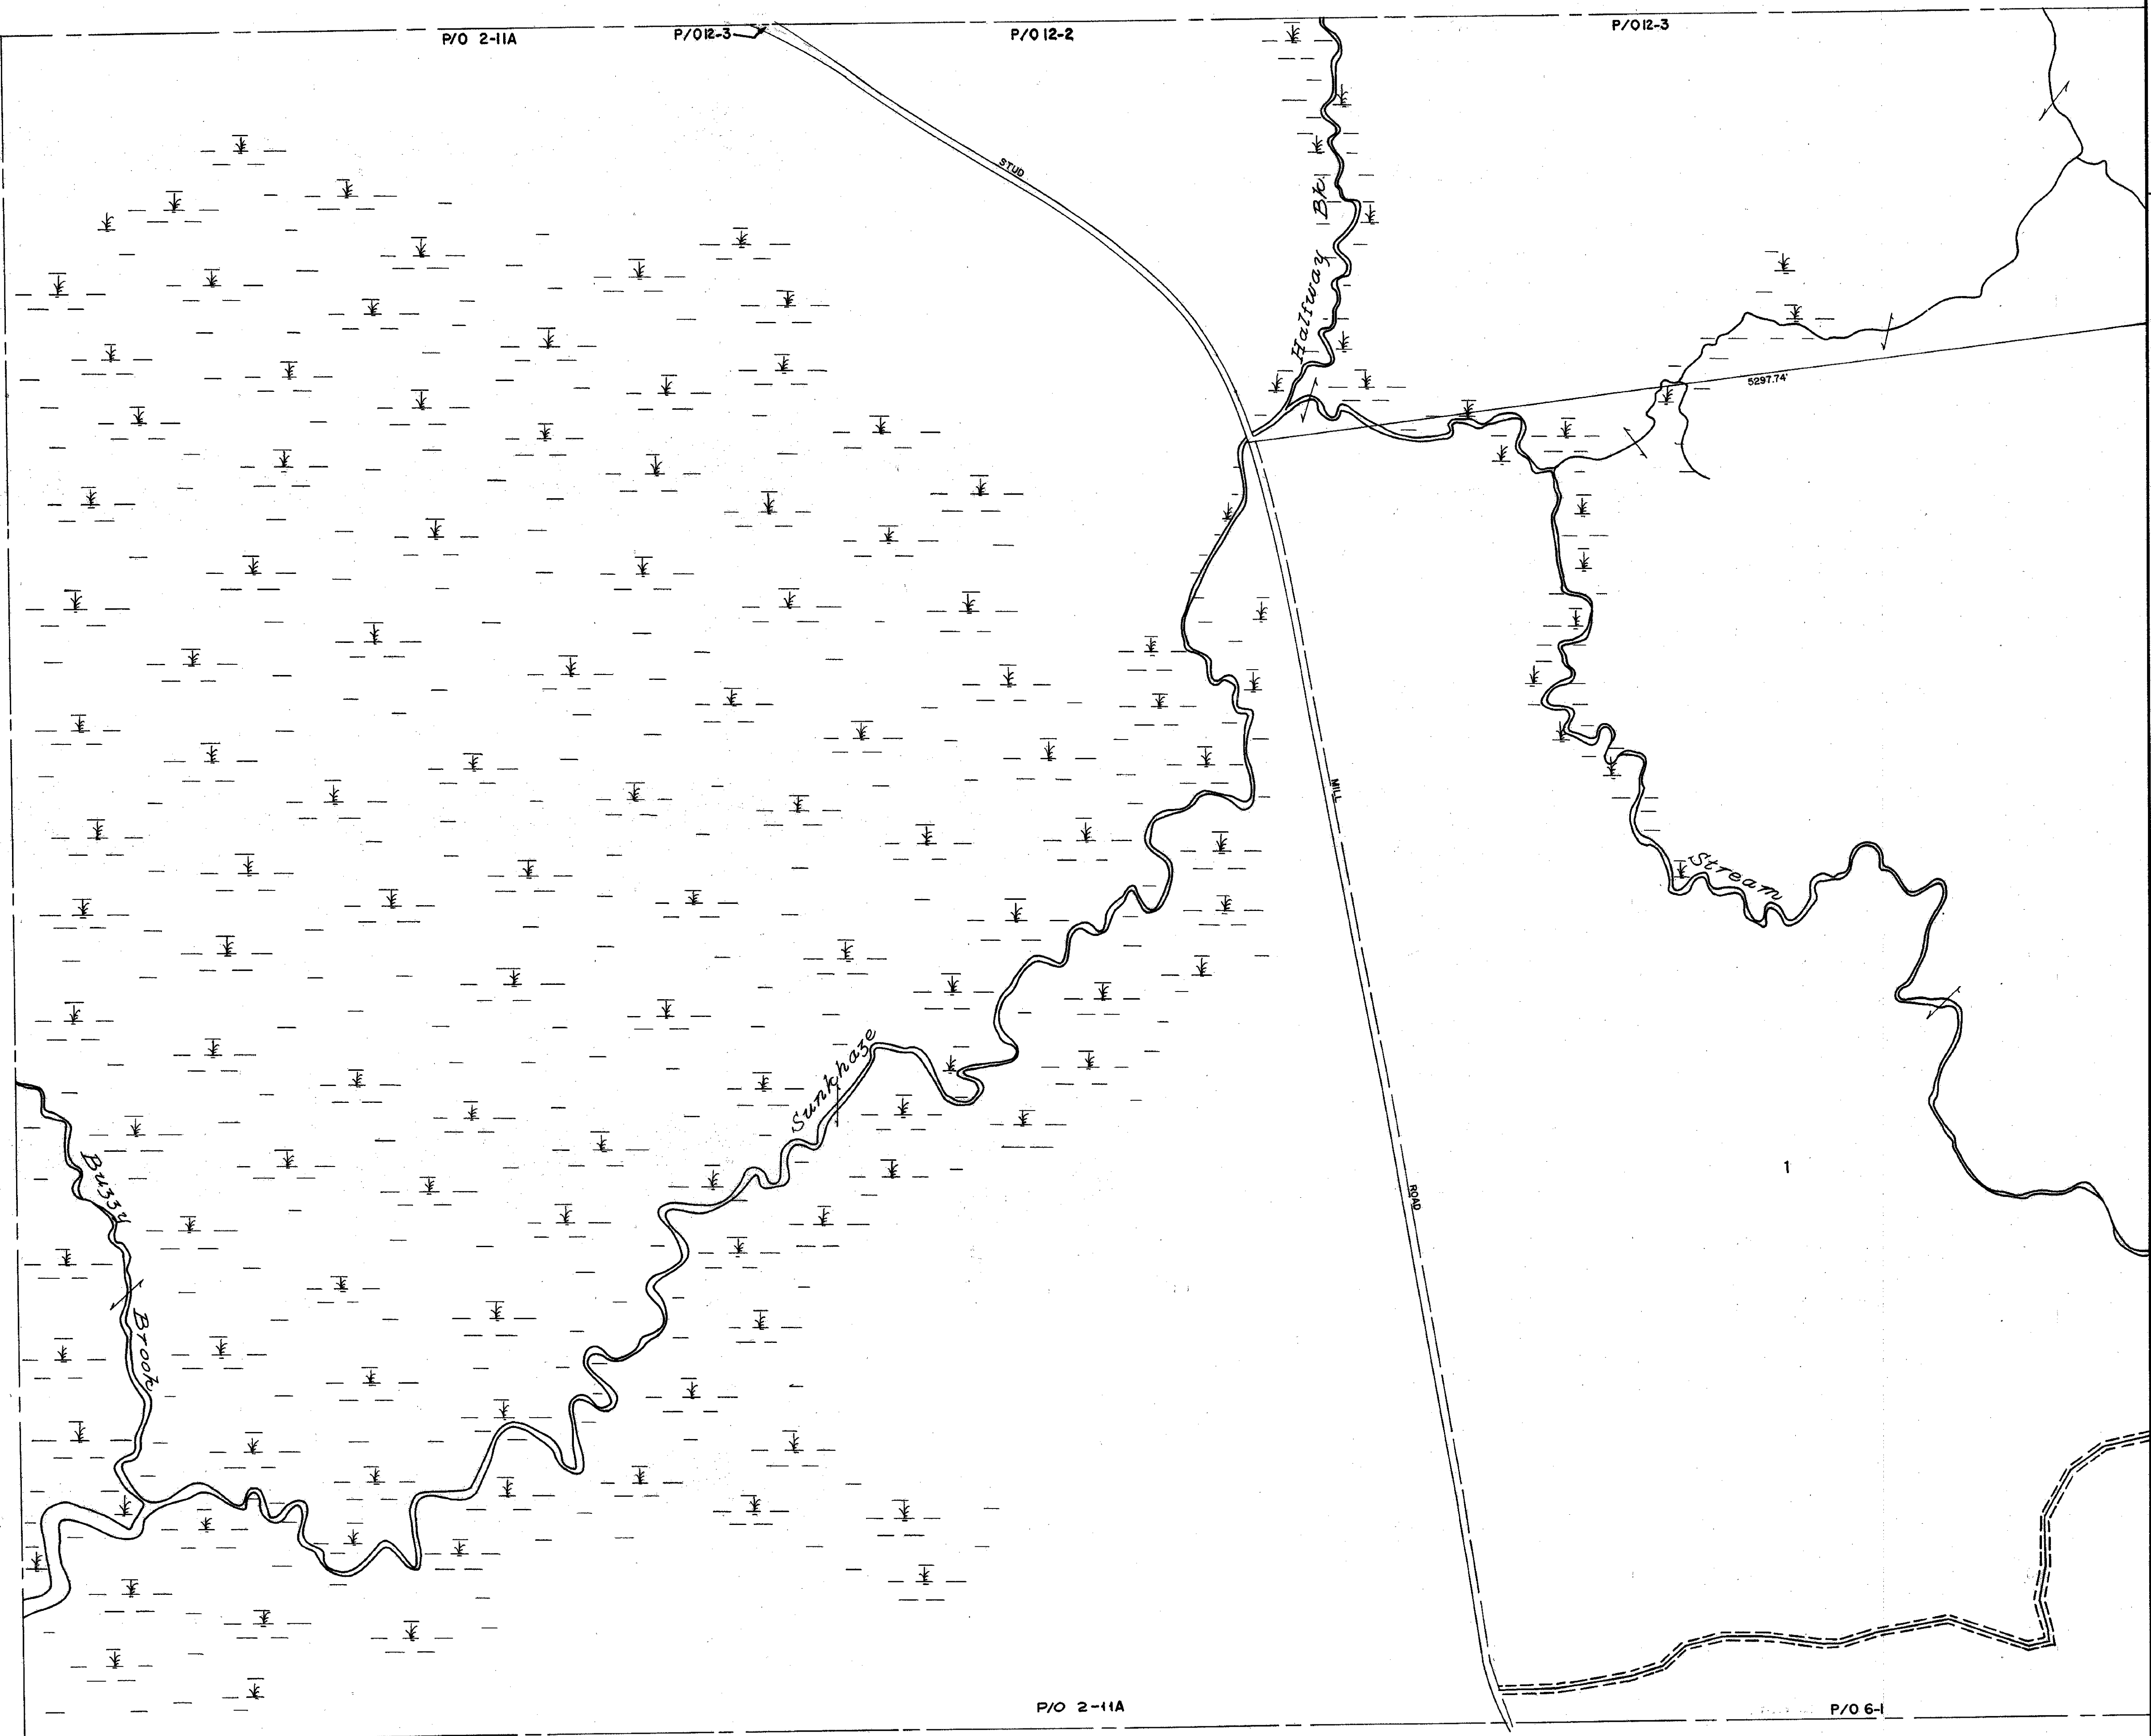 P/O 2-11A
P/O 12-3
P/O 12-2
P/O 12-3
STUD
Halfway Bk.
5297.74'
MILL
Stream
Sunkhaze
Buzzy
Brook
ROAD
1
P/O 2-11A
P/O 6-1